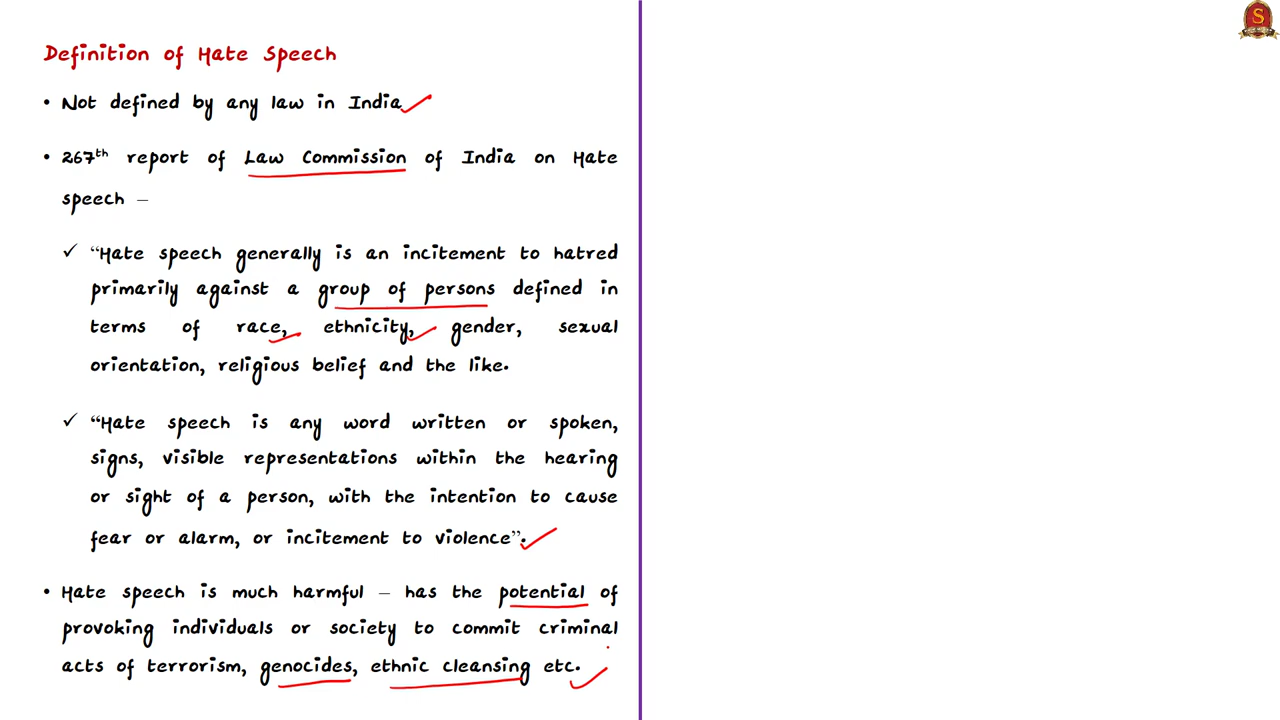 Definition of Hate Speech
• Not defined by any law in India
• 267th report of Law Commission of India on Hate
speech –
✓ “Hate speech generally is an incitement to hatred
primarily against a group of persons defined in
terms of race, ethnicity, gender, sexual
orientation, religious belief and the like.
✓ “Hate speech is any word written or spoken,
signs, visible representations within the hearing
or sight of a person, with the intention to cause
fear or alarm, or incitement to violence”.
• Hate speech is much harmful – has the potential of
provoking individuals or society to commit criminal
acts of terrorism, genocides, ethnic cleansing etc.
S